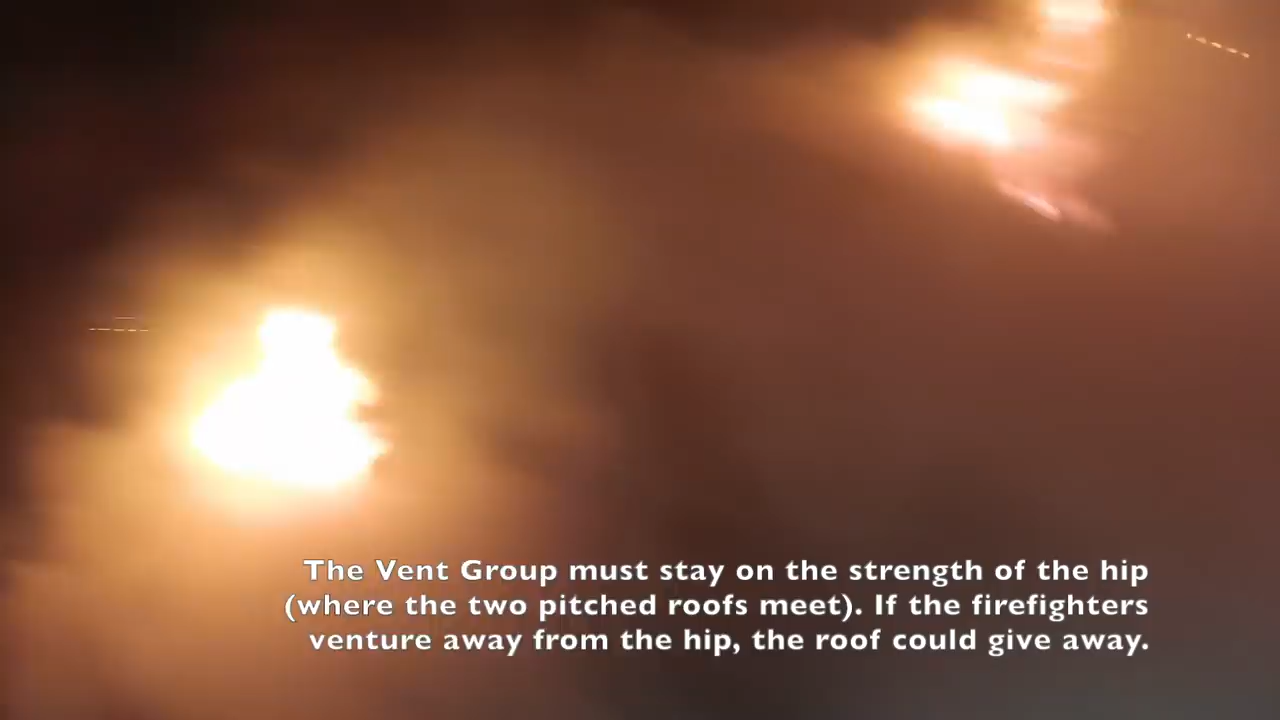 The Vent Group must stay on the strength of the hip
(where the two pitched roofs meet). If the firefighters
venture away from the hip, the roof could give away.